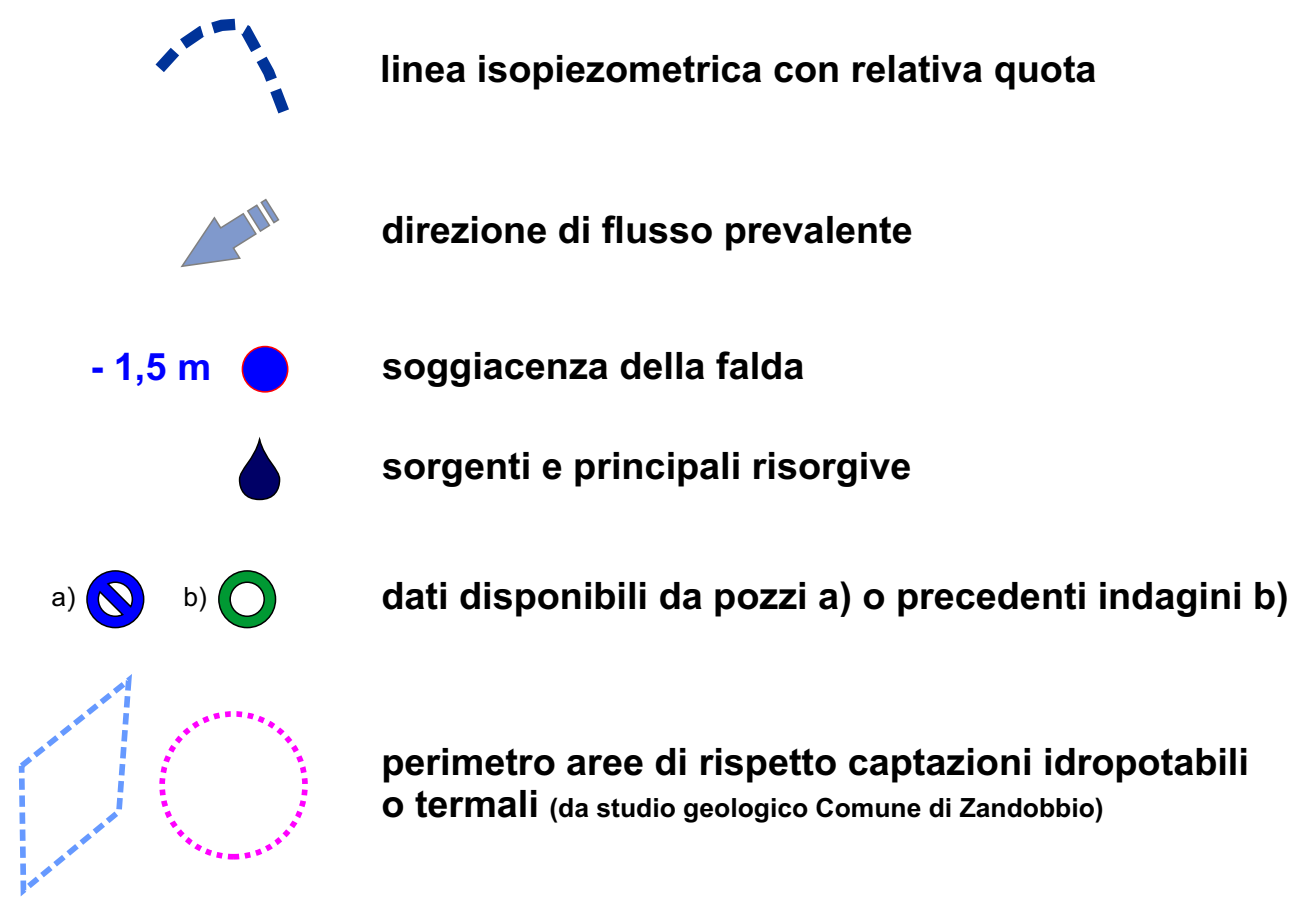 linea isopiezometrica con relativa quota
direzione di flusso prevalente
- 1,5 m soggiacenza della falda
sorgenti e principali risorgive
a) b) dati disponibili da pozzi a) o precedenti indagini b)
perimetro aree di rispetto captazioni idropotabili
o termali (da studio geologico Comune di Zandobbio)